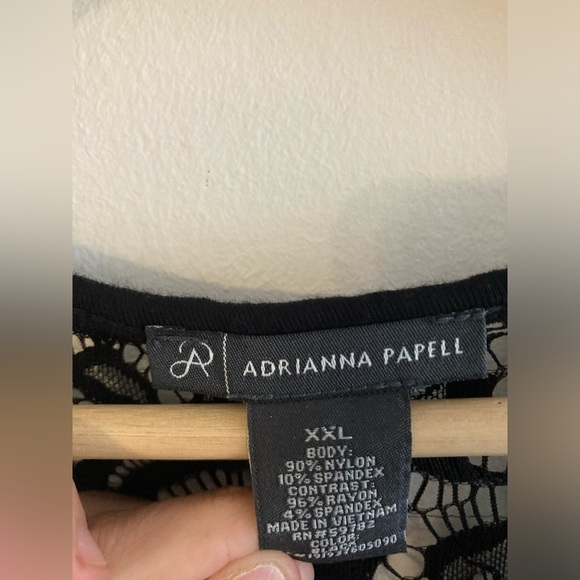 ADRIANNA PAPELL
XXL
BODY:
90% NYLON
10% SPANDEX
CONTRAST:
96% RAYON
4% SPANDEX
MADE IN VIETNAM
RN#59782
COLOR:
BLACK